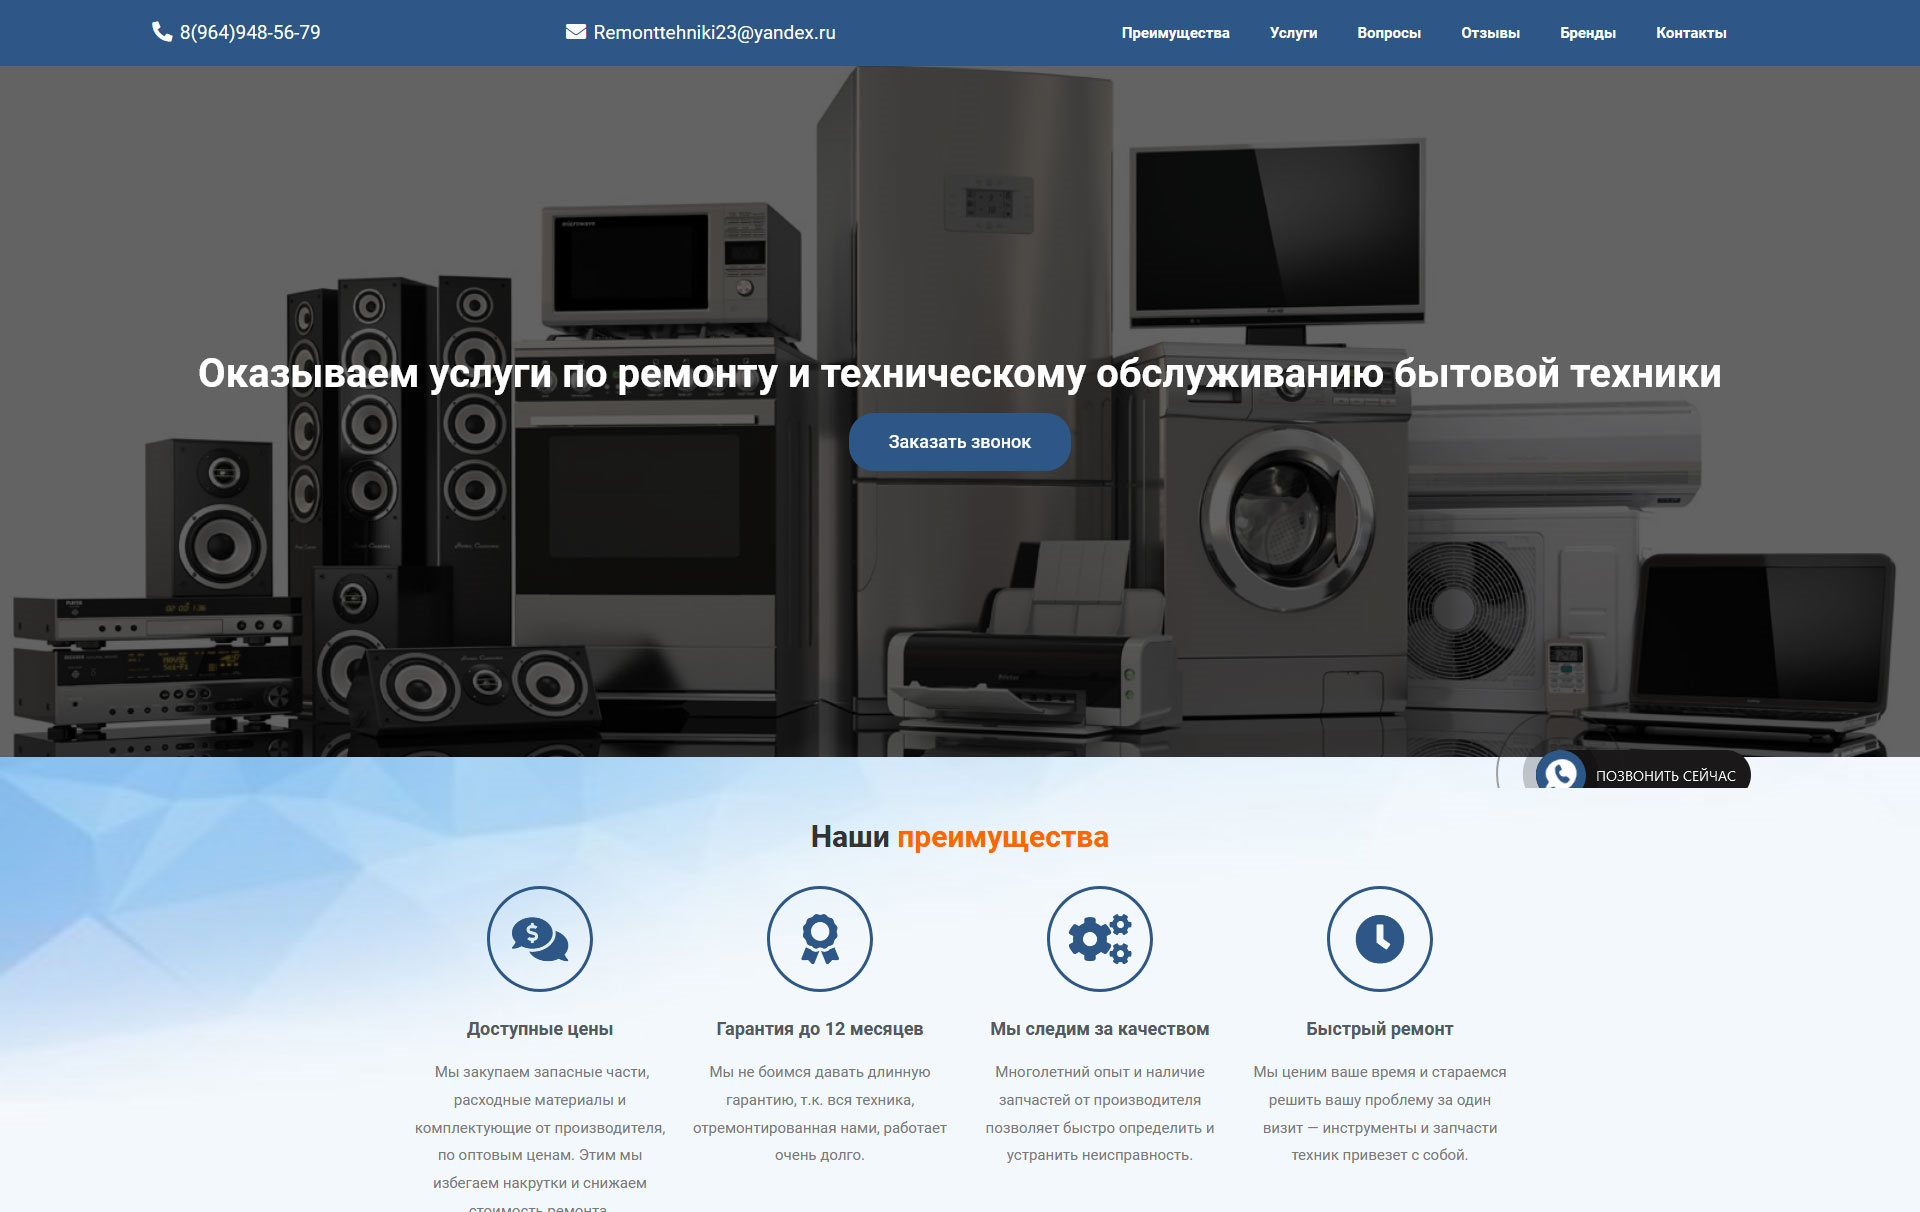 8(964)948-56-79
Remonttehniki23@yandex.ru
Преимущества
Услуги
Вопросы
Отзывы
Бренды
Контакты
microwave
Оказываем услуги по ремонту и техническому обслуживанию бытовой техники
Заказать звонок
Printer
ПОЗВОНИТЬ СЕЙЧАС
Наши преимущества
Доступные цены
Мы закупаем запасные части,
расходные материалы и
комплектующие от производителя,
по оптовым ценам. Этим мы
избегаем накрутки и снижаем
стоимость ремонта
Гарантия до 12 месяцев
Мы не боимся давать длинную
гарантию, т.к. вся техника,
отремонтированная нами, работает
очень долго.
Мы следим за качеством
Многолетний опыт и наличие
запчастей от производителя
позволяет быстро определить и
устранить неисправность.
Быстрый ремонт
Мы ценим ваше время и стараемся
решить вашу проблему за один
визит — инструменты и запчасти
техник привезет с собой.